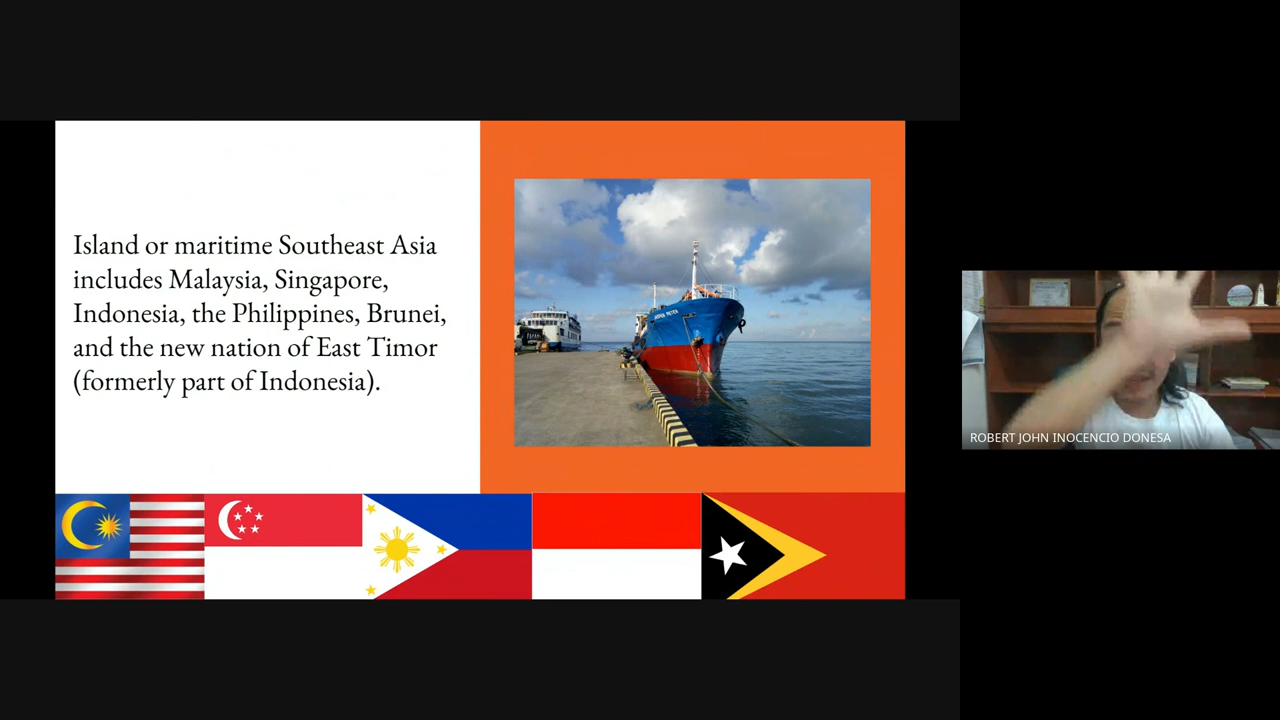 Island or maritime Southeast Asia
includes Malaysia, Singapore,
Indonesia, the Philippines, Brunei,
and the new nation of East Timor
(formerly part of Indonesia).
ROBERT JOHN INOCENCIO DONESA